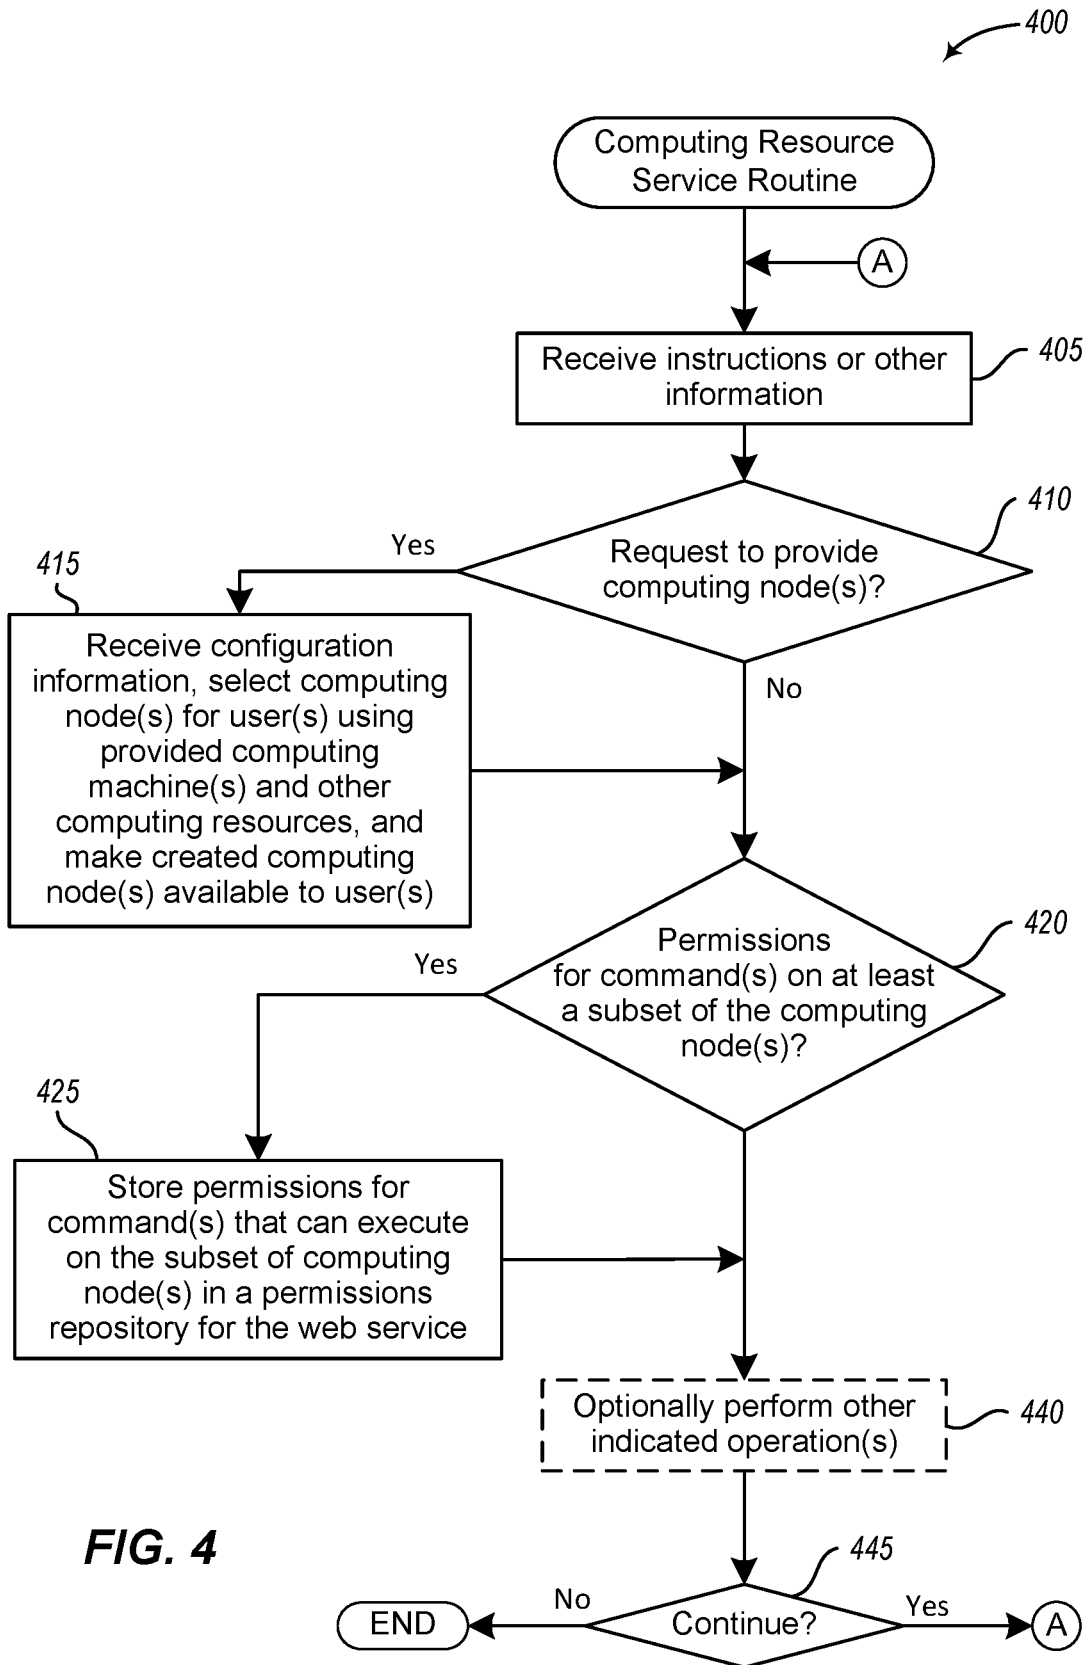 400
Computing Resource
Service Routine
A
Receive instructions or other
information
405
410
Request to provide
computing node(s)?
Yes
415
Receive configuration
information, select computing
node(s) for user(s) using
provided computing
machine(s) and other
computing resources, and
make created computing
node(s) available to user(s)
No
420
Permissions
for command(s) on at least
a subset of the computing
node(s)?
Yes
425
Store permissions for
command(s) that can execute
on the subset of computing
node(s) in a permissions
repository for the web service
Optionally perform other
indicated operation(s)
440
FIG. 4
445
Continue?
No
END
Yes
A